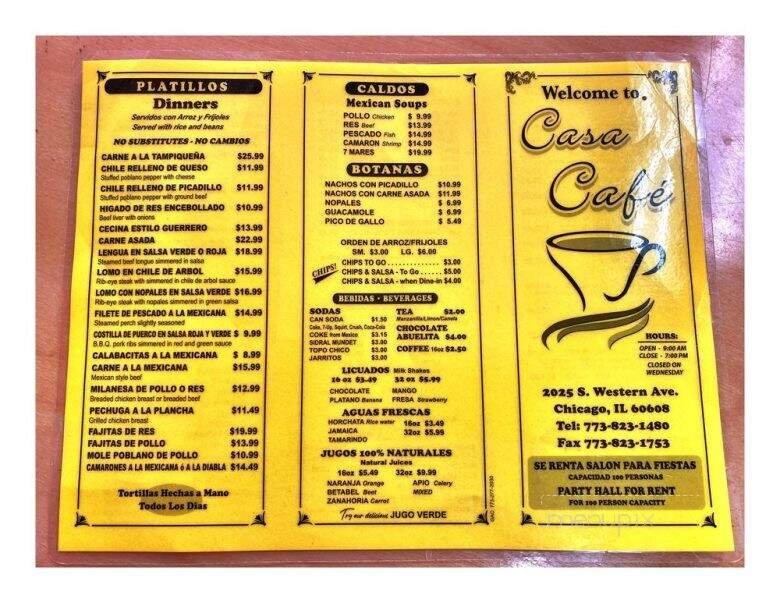 PLATILLOS
Dinners
Servidos con Arroz y Frijoles
Served with rice and beans
NO SUBSTITUTES - NO CAMBIOS
CARNE A LA TAMPIQUEÑA $25.99
CHILE RELLENO DE QUESO $11.99
Stuffed poblano pepper with cheese
CHILE RELLENO DE PICADILLO $11.99
Stuffed poblano pepper with ground beef
HIGADO DE RES ENCEBOLLADO $10.99
Beef liver with onions
CECINA ESTILO GUERRERO $13.99
CARNE ASADA $22.99
LENGUA EN SALSA VERDE O ROJA $18.99
Steamed beef tongue simmered in salsa
LOMO EN CHILE DE ARBOL $15.99
Rib-eye steak with simmered in chile de arbol sauce
LOMO CON NOPALES EN SALSA VERDE $16.99
Rib-eye steak with nopales simmered in green salsa
FILETE DE PESCADO A LA MEXICANA $14.99
Steamed perch slightly seasoned
COSTILLA DE PUERCO EN SALSA ROJA Y VERDE $ 9.99
B.B.Q. pork ribs simmered in red and green sauce
CALABACITAS A LA MEXICANA $ 8.99
CARNE A LA MEXICANA $15.99
Mexican style beef
MILANESA DE POLLO O RES $12.99
Breaded chicken breast or breaded beef
PECHUGA A LA PLANCHA $11.49
Grilled chicken breast
FAJITAS DE RES $19.99
FAJITAS DE POLLO $13.99
MOLE POBLANO DE POLLO $10.99
CAMARONES A LA MEXICANA ó A LA DIABLA $14.49
Tortillas Hechas a Mano
Todos Los Dias
CALDOS
Mexican Soups
POLLO Chicken $ 9.99
RES Beef $13.99
PESCADO Fish $14.99
CAMARON Shrimp $14.99
7 MARES $19.99
BOTANAS
NACHOS CON PICADILLO $10.99
NACHOS CON CARNE ASADA $11.99
NOPALES $ 6.99
GUACAMOLE $ 6.99
PICO DE GALLO $ 5.49
ORDEN DE ARROZ/FRIJOLES
SM. $3.00 LG. $6.00
CHIPS!
CHIPS TO GO . . . . . . . . . . . . . $3.00
CHIPS & SALSA - To Go . . . . . . $5.00
CHIPS & SALSA - when Dine-in $4.00
BEBIDAS - BEVERAGES
SODAS
CAN SODA $1.50
Coke, 7-Up, Squirt, Crush, Coca-Cola
COKE from Mexico $3.15
SIDRAL MUNDET $3.00
TOPO CHICO $3.00
JARRITOS $3.00
TEA $2.00
Manzanilla/Limon/Canela
CHOCOLATE
ABUELITA $4.00
COFFEE 16oz $2.50
LICUADOS Milk Shakes
16 oz $3.49 32 oz $5.99
CHOCOLATE MANGO
PLATANO Banana FRESA Strawberry
AGUAS FRESCAS
HORCHATA Rice water 16oz $3.49
JAMAICA 32oz $5.99
TAMARINDO
JUGOS 100% NATURALES
Natural Juices
16oz $5.49 32oz $9.99
NARANJA Orange APIO Celery
BETABEL Beet MIXED
ZANAHORIA Carrot
Try our delicious JUGO VERDE
Welcome to
Casa
Café
HOURS:
OPEN - 9:00 AM
CLOSE - 7:00 PM
CLOSED ON
WEDNESDAY
2025 S. Western Ave.
Chicago, IL 60608
Tel: 773-823-1480
Fax 773-823-1753
SE RENTA SALON PARA FIESTAS
CAPACIDAD 100 PERSONAS
PARTY HALL FOR RENT
FOR 100 PERSON CAPACITY
menupix